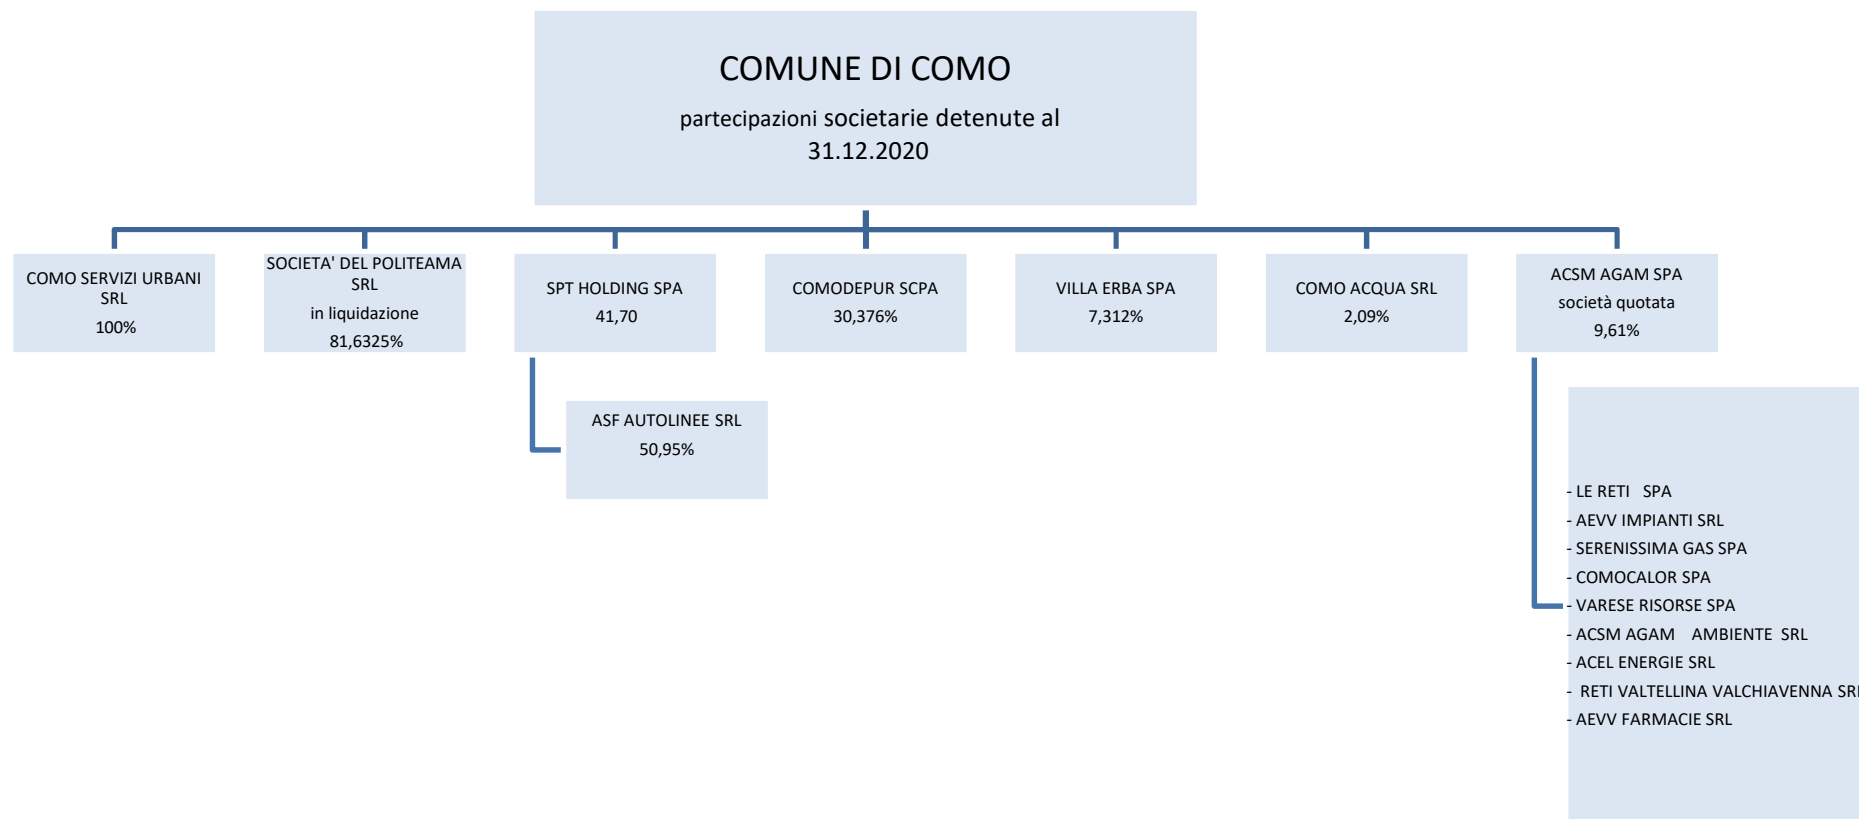 COMUNE DI COMO
partecipazioni societarie detenute al
31.12.2020
COMO SERVIZI URBANI
SRL
100%
SOCIETA' DEL POLITEAMA
SRL
in liquidazione
81,6325%
SPT HOLDING SPA
41,70
COMODEPUR SCPA
30,376%
VILLA ERBA SPA
7,312%
COMO ACQUA SRL
2,09%
ACSM AGAM SPA
società quotata
9,61%
ASF AUTOLINEE SRL
50,95%
- LE RETI SPA
- AEVV IMPIANTI SRL
- SERENISSIMA GAS SPA
- COMOCALOR SPA
- VARESE RISORSE SPA
- ACSM AGAM AMBIENTE SRL
- ACEL ENERGIE SRL
- RETI VALTELLINA VALCHIAVENNA SRL
- AEVV FARMACIE SRL